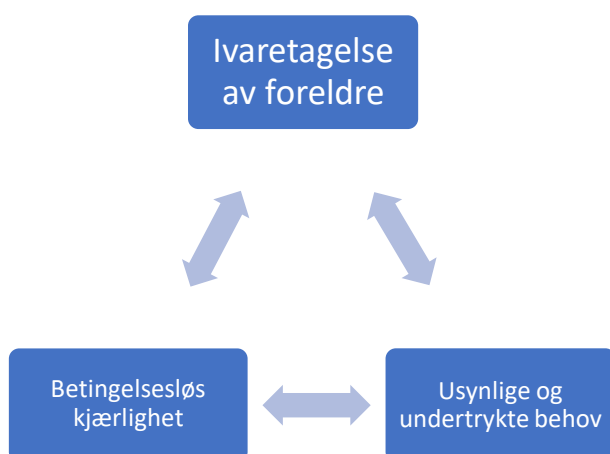 Ivaretagelse
av foreldre
Betingelsesløs
kjærlighet
Usynlige og
undertrykte behov